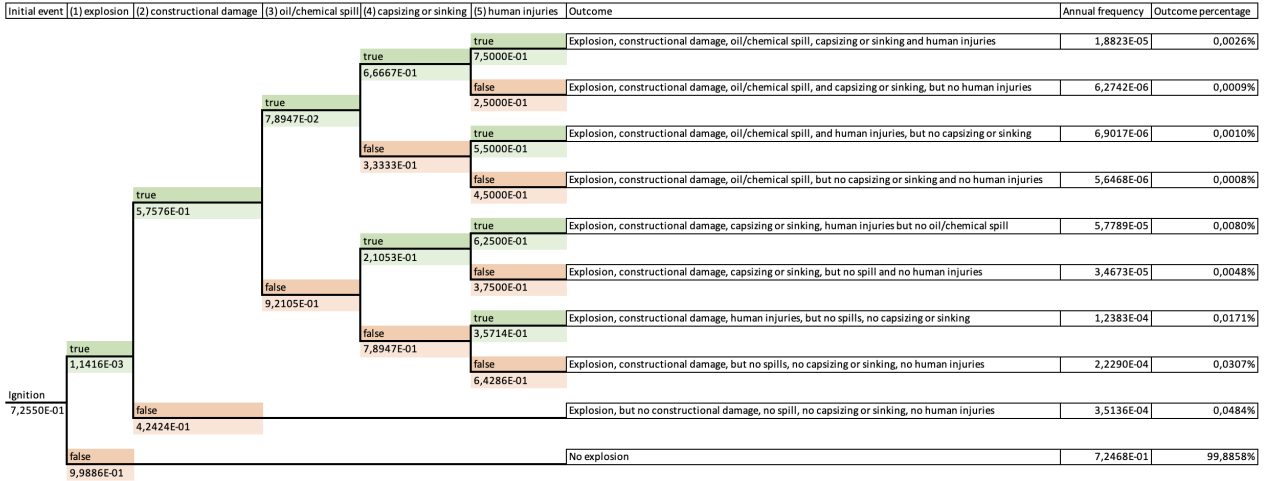 Initial event (1) explosion (2) constructional damage (3) oil/chemical spill (4) capsizing or sinking (5) human injuries Outcome Annual frequency Outcome percentage
true Explosion, constructional damage, oil/chemical spill, capsizing or sinking and human injuries 1,8823E-05 0,0026%
true 7,5000E-01
6,6667E-01
false Explosion, constructional damage, oil/chemical spill, and capsizing or sinking, but no human injuries 6,2742E-06 0,0009%
true 2,5000E-01
7,8947E-02
true Explosion, constructional damage, oil/chemical spill, and human injuries, but no capsizing or sinking 6,9017E-06 0,0010%
false 5,5000E-01
3,3333E-01
false Explosion, constructional damage, oil/chemical spill, but no capsizing or sinking and no human injuries 5,6468E-06 0,0008%
true 4,5000E-01
5,7576E-01
true Explosion, constructional damage, capsizing or sinking, human injuries but no oil/chemical spill 5,7789E-05 0,0080%
true 6,2500E-01
2,1053E-01
false Explosion, constructional damage, capsizing or sinking, but no spill and no human injuries 3,4673E-05 0,0048%
false 3,7500E-01
9,2105E-01
true Explosion, constructional damage, human injuries, but no spills, no capsizing or sinking 1,2383E-04 0,0171%
false 3,5714E-01
true 7,8947E-01
1,1416E-03 false Explosion, constructional damage, but no spills, no capsizing or sinking, no human injuries 2,2290E-04 0,0307%
6,4286E-01
Ignition
7,2550E-01 false Explosion, but no constructional damage, no spill, no capsizing or sinking, no human injuries 3,5136E-04 0,0484%
4,2424E-01
false No explosion 7,2468E-01 99,8858%
9,9886E-01